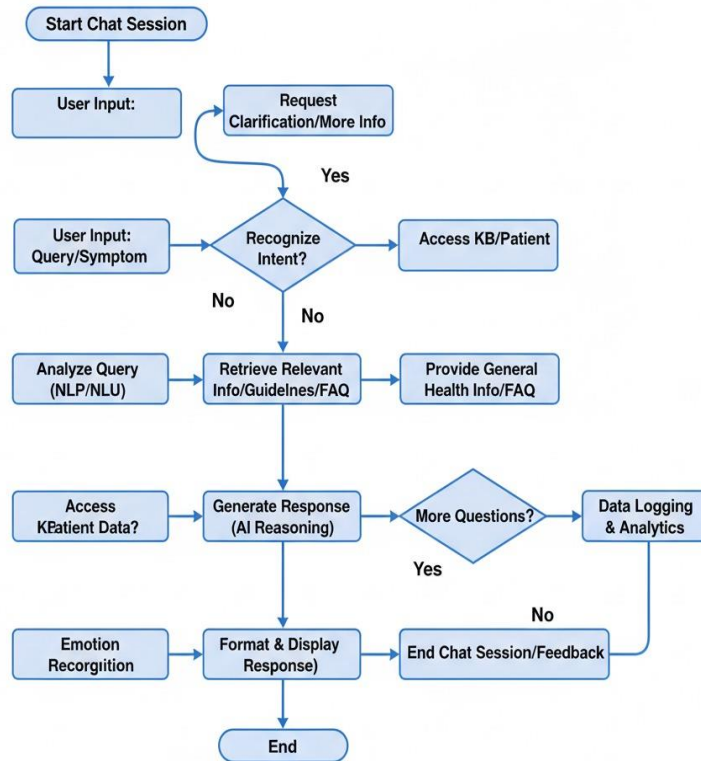 Start Chat Session
User Input:
Request
Clarification/More Info
Yes
User Input:
Query/Symptom
Recognize
Intent?
Access KB/Patient
No
No
Analyze Query
(NLP/NLU)
Retrieve Relevant
Info/Guidelnes/FAQ
Provide General
Health Info/FAQ
Access
KEatient Data?
Generate Response
(AI Reasoning)
More Questions?
Data Logging
& Analytics
Yes
No
Emotion
Recorgition
Format & Display
Response)
End Chat Session/Feedback
End